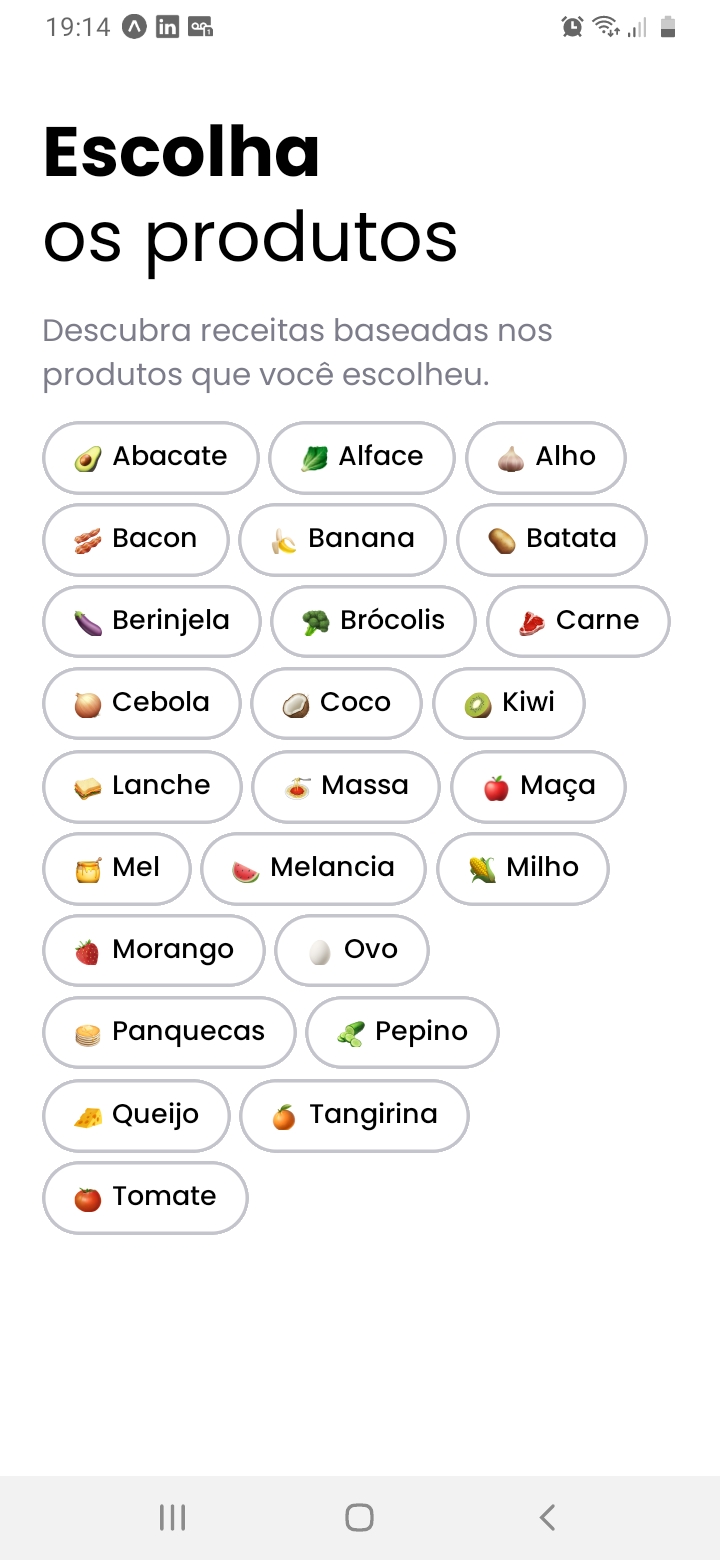 19:14
Escolha
os produtos
Descubra receitas baseadas nos
produtos que você escolheu.
Abacate Alface Alho
Bacon Banana Batata
Berinjela Brócolis Carne
Cebola Coco Kiwi
Lanche Massa Maça
Mel Melancia Milho
Morango Ovo
Panquecas Pepino
Queijo Tangirina
Tomate